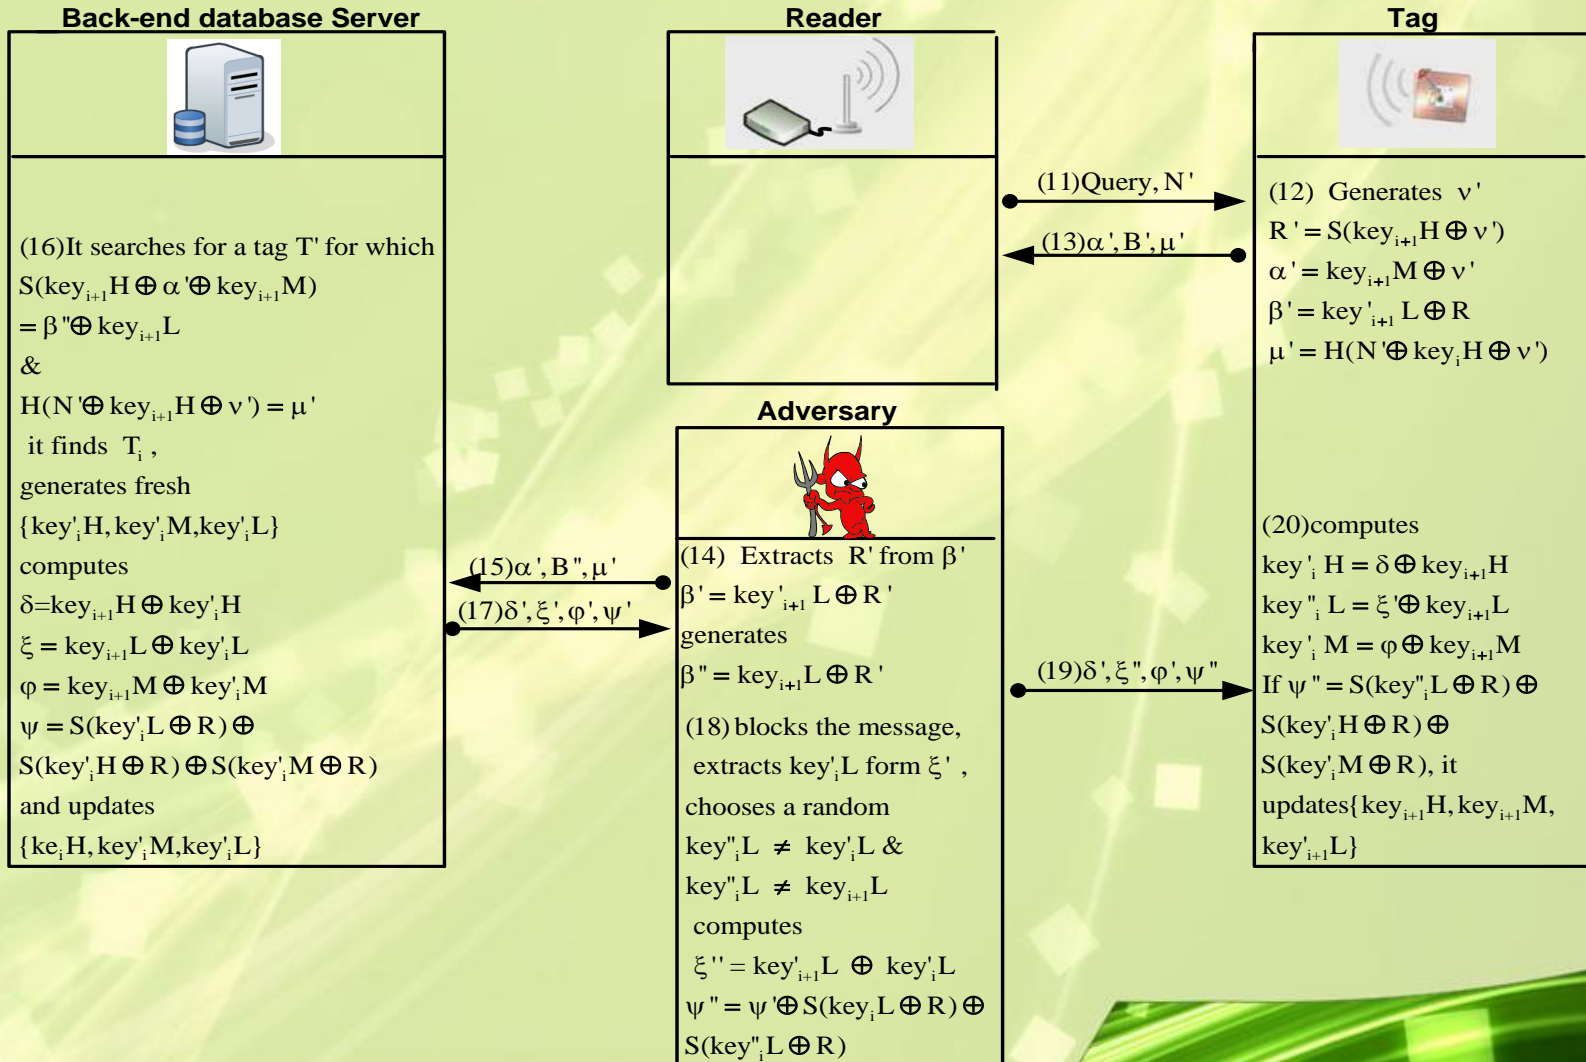 Back-end database Server
(16)It searches for a tag T' for which
S(key_{i+1}H ⊕ α'⊕ key_{i+1}M)
= β"⊕ key_{i+1}L
&
H(N'⊕ key_{i+1}H ⊕ ν') = μ'
it finds T_i ,
generates fresh
{key'_iH, key'_iM,key'_iL}
computes
δ=key_{i+1}H ⊕ key'_iH
ξ = key_{i+1}L ⊕ key'_iL
φ = key_{i+1}M ⊕ key'_iM
ψ = S(key'_iL ⊕ R) ⊕
S(key'_iH ⊕ R) ⊕ S(key'_iM ⊕ R)
and updates
{ke_iH, key'_iM,key'_iL}
Reader
(11)Query, N'
(13)α', B', μ'
(15)α', B", μ'
(17)δ', ξ', φ', ψ'
Adversary
(14) Extracts R' from β'
β' = key'_{i+1} L ⊕ R'
generates
β" = key_{i+1}L ⊕ R'
(18) blocks the message,
extracts key'_iL form ξ' ,
chooses a random
key"_iL ≠ key'_iL &
key"_iL ≠ key_{i+1}L
computes
ξ'' = key'_{i+1}L ⊕ key'_iL
ψ" = ψ'⊕ S(key_iL ⊕ R) ⊕
S(key"_iL ⊕ R)
(19)δ', ξ", φ', ψ"
Tag
(12) Generates ν'
R' = S(key_{i+1}H ⊕ ν')
α' = key_{i+1}M ⊕ ν'
β' = key'_{i+1} L ⊕ R
μ' = H(N'⊕ key_iH ⊕ ν')
(20)computes
key'_i H = δ ⊕ key_{i+1}H
key"_i L = ξ'⊕ key_{i+1}L
key'_i M = φ ⊕ key_{i+1}M
If ψ" = S(key"_iL ⊕ R) ⊕
S(key'_iH ⊕ R) ⊕
S(key'_iM ⊕ R), it
updates{key_{i+1}H, key_{i+1}M,
key'_{i+1}L}